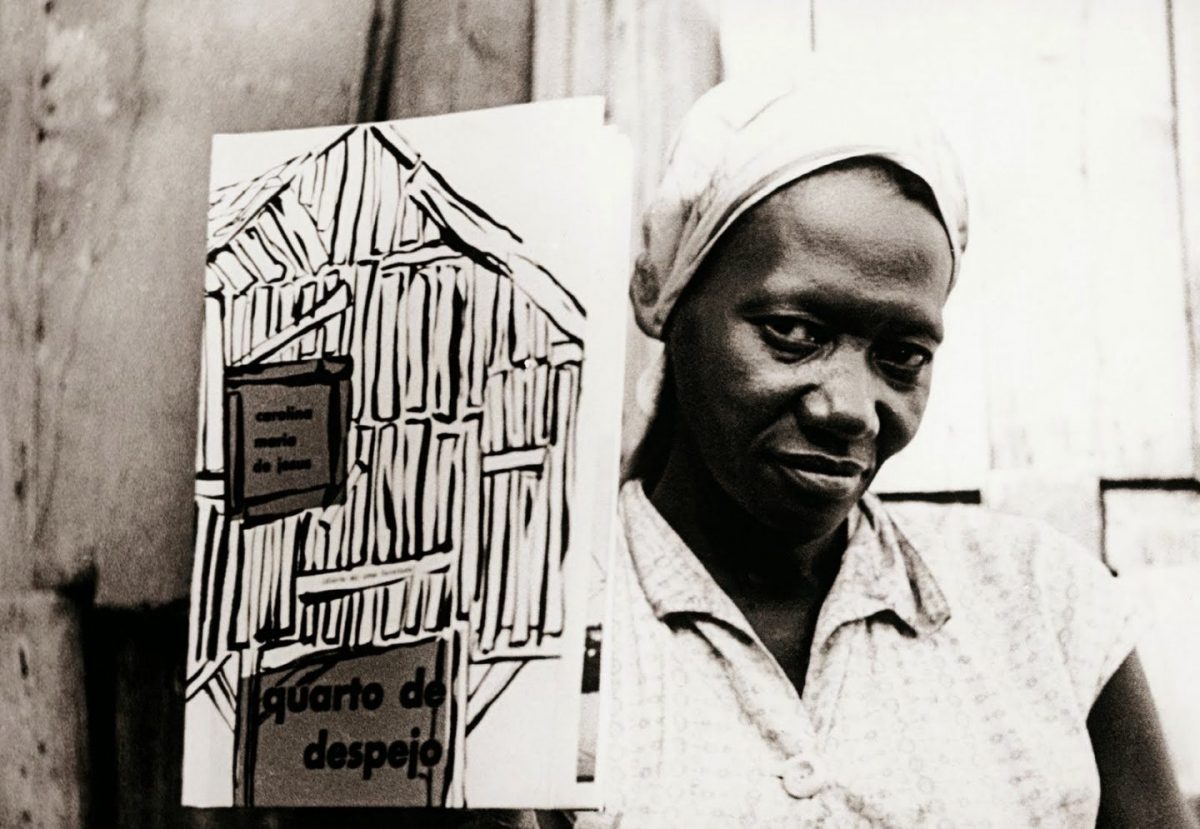 carolina
maria
de jesus
quarto de
despejo